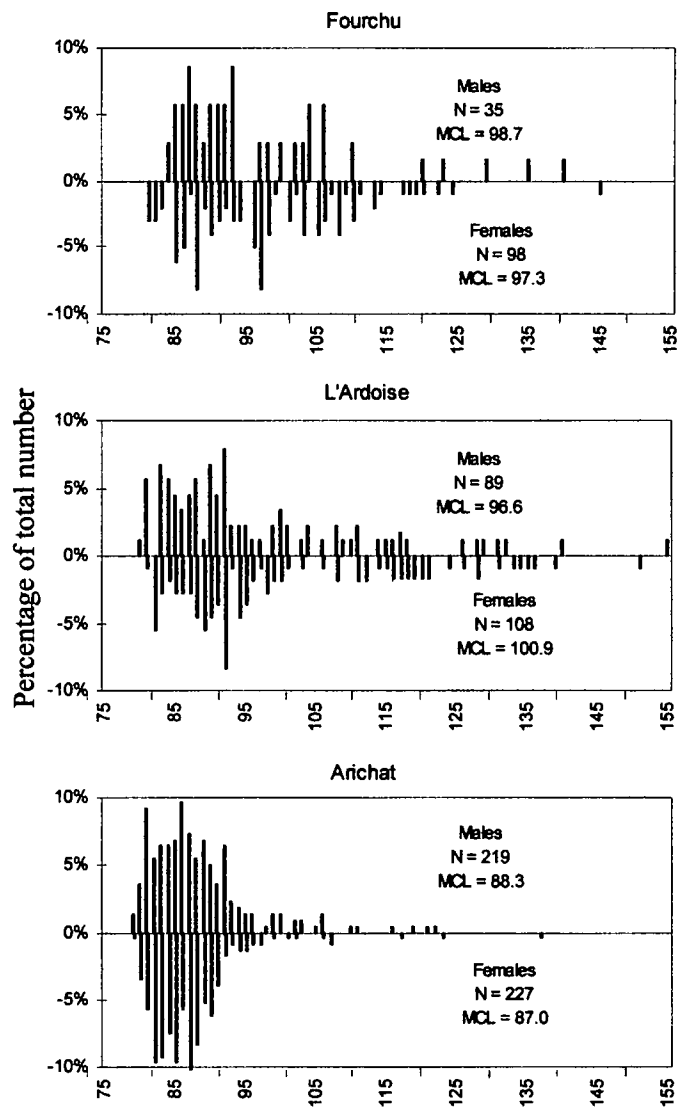 Fourchu
10%
5%
0%
-5%
-10%
Males
N = 35
MCL = 98.7
Females
N = 98
MCL = 97.3
75 85 95 105 115 125 135 145 155
L'Ardoise
10%
5%
0%
-5%
-10%
Males
N = 89
MCL = 96.6
Females
N = 108
MCL = 100.9
75 85 95 105 115 125 135 145 155
Arichat
10%
5%
0%
-5%
-10%
Males
N = 219
MCL = 88.3
Females
N = 227
MCL = 87.0
75 85 95 105 115 125 135 145 155
Percentage of total number